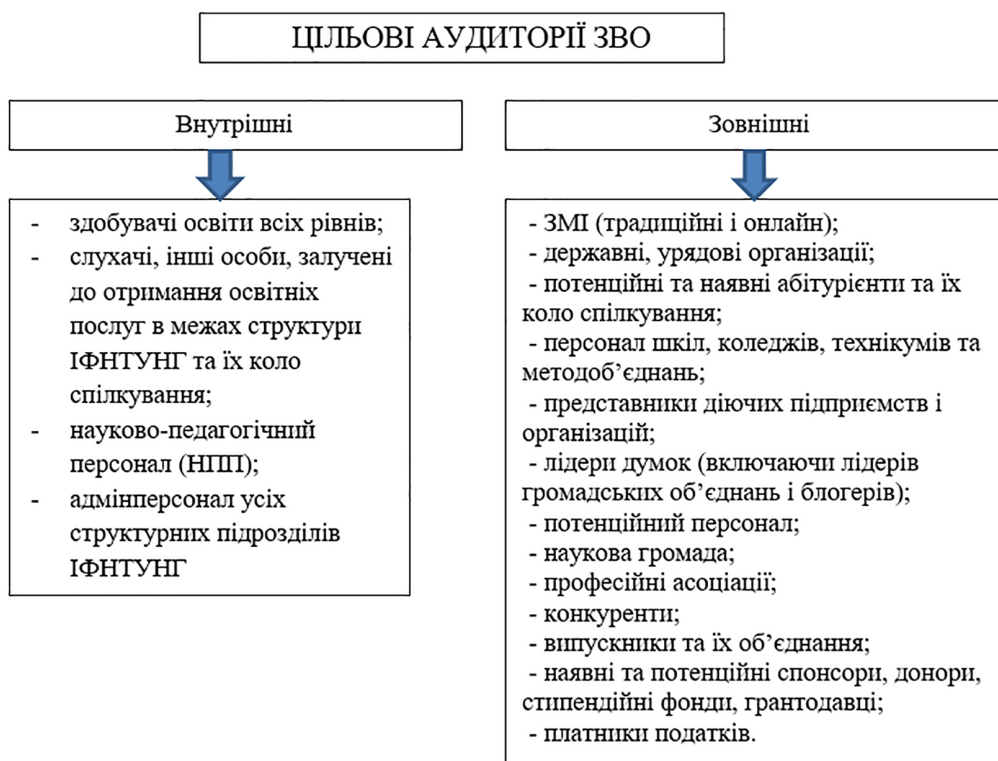 ЦІЛЬОВІ АУДИТОРІЇ ЗВО
Внутрішні
- здобувачі освіти всіх рівнів;
- слухачі, інші особи, залучені
до отримання освітніх
послуг в межах структури
ІФНТУНГ та їх коло
спілкування;
- науково-педагогічний
персонал (НПП);
- адмінперсонал усіх
структурних підрозділів
ІФНТУНГ
Зовнішні
- ЗМІ (традиційні і онлайн);
- державні, урядові організації;
- потенційні та наявні абітурієнти та їх
коло спілкування;
- персонал шкіл, коледжів, технікумів та
методоб’єднань;
- представники діючих підприємств і
організацій;
- лідери думок (включаючи лідерів
громадських об’єднань і блогерів);
- потенційний персонал;
- наукова громада;
- професійні асоціації;
- конкуренти;
- випускники та їх об’єднання;
- наявні та потенційні спонсори, донори,
стипендійні фонди, грантодавці;
- платники податків.